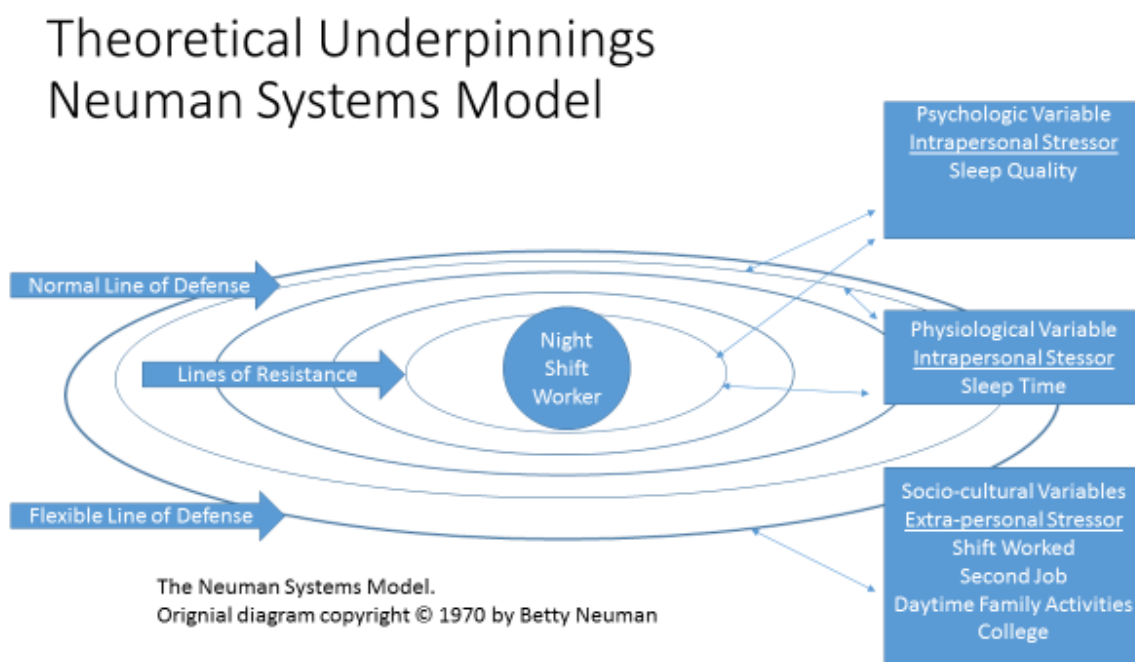 Theoretical Underpinnings
Neuman Systems Model
Psychologic Variable
Intrapersonal Stressor
Sleep Quality
Normal Line of Defense
Night
Shift
Worker
Lines of Resistance
Physiological Variable
Intrapersonal Stessor
Sleep Time
Flexible Line of Defense
Socio-cultural Variables
Extra-personal Stressor
Shift Worked
Second Job
Daytime Family Activities
College
The Neuman Systems Model.
Orignial diagram copyright © 1970 by Betty Neuman